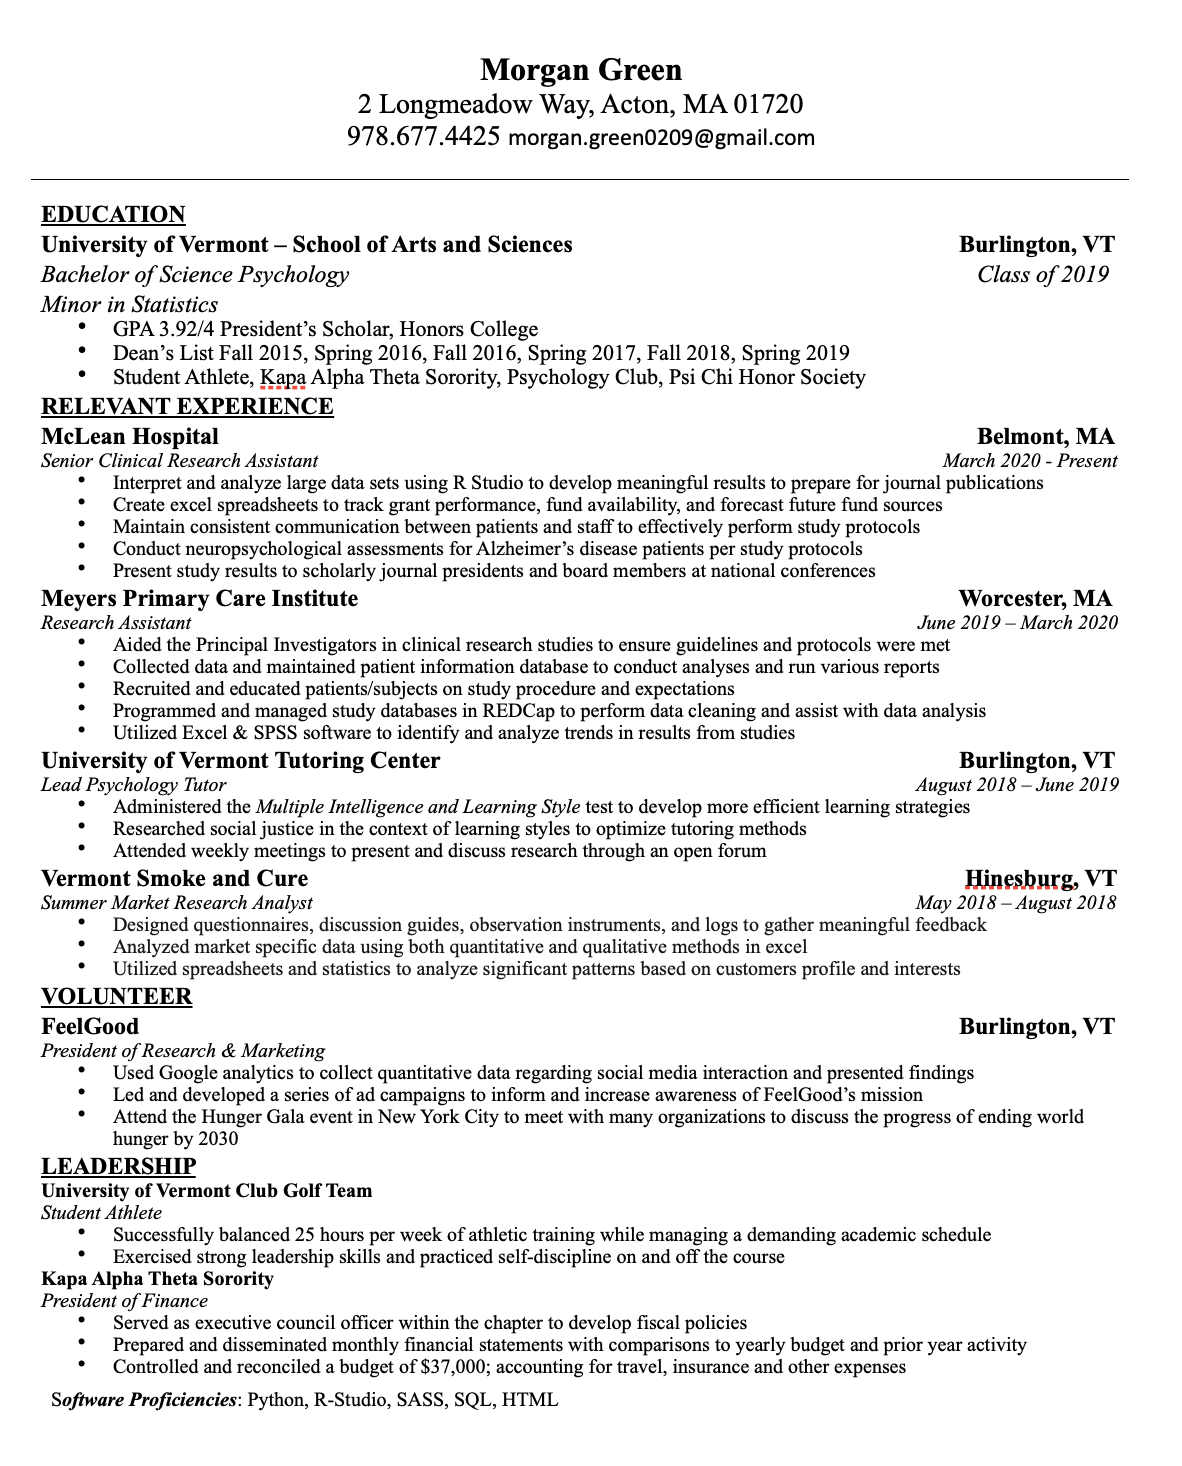 Morgan Green
2 Longmeadow Way, Acton, MA 01720
978.677.4425 morgan.green0209@gmail.com
EDUCATION
University of Vermont – School of Arts and Sciences Burlington, VT
Bachelor of Science Psychology Class of 2019
Minor in Statistics
• GPA 3.92/4 President’s Scholar, Honors College
• Dean’s List Fall 2015, Spring 2016, Fall 2016, Spring 2017, Fall 2018, Spring 2019
• Student Athlete, Kapa Alpha Theta Sorority, Psychology Club, Psi Chi Honor Society
RELEVANT EXPERIENCE
McLean Hospital Belmont, MA
Senior Clinical Research Assistant March 2020 - Present
• Interpret and analyze large data sets using R Studio to develop meaningful results to prepare for journal publications
• Create excel spreadsheets to track grant performance, fund availability, and forecast future fund sources
• Maintain consistent communication between patients and staff to effectively perform study protocols
• Conduct neuropsychological assessments for Alzheimer’s disease patients per study protocols
• Present study results to scholarly journal presidents and board members at national conferences
Meyers Primary Care Institute Worcester, MA
Research Assistant June 2019 – March 2020
• Aided the Principal Investigators in clinical research studies to ensure guidelines and protocols were met
• Collected data and maintained patient information database to conduct analyses and run various reports
• Recruited and educated patients/subjects on study procedure and expectations
• Programmed and managed study databases in REDCap to perform data cleaning and assist with data analysis
• Utilized Excel & SPSS software to identify and analyze trends in results from studies
University of Vermont Tutoring Center Burlington, VT
Lead Psychology Tutor August 2018 – June 2019
• Administered the Multiple Intelligence and Learning Style test to develop more efficient learning strategies
• Researched social justice in the context of learning styles to optimize tutoring methods
• Attended weekly meetings to present and discuss research through an open forum
Vermont Smoke and Cure Hinesburg, VT
Summer Market Research Analyst May 2018 – August 2018
• Designed questionnaires, discussion guides, observation instruments, and logs to gather meaningful feedback
• Analyzed market specific data using both quantitative and qualitative methods in excel
• Utilized spreadsheets and statistics to analyze significant patterns based on customers profile and interests
VOLUNTEER
FeelGood Burlington, VT
President of Research & Marketing
• Used Google analytics to collect quantitative data regarding social media interaction and presented findings
• Led and developed a series of ad campaigns to inform and increase awareness of FeelGood’s mission
• Attend the Hunger Gala event in New York City to meet with many organizations to discuss the progress of ending world
hunger by 2030
LEADERSHIP
University of Vermont Club Golf Team
Student Athlete
• Successfully balanced 25 hours per week of athletic training while managing a demanding academic schedule
• Exercised strong leadership skills and practiced self-discipline on and off the course
Kapa Alpha Theta Sorority
President of Finance
• Served as executive council officer within the chapter to develop fiscal policies
• Prepared and disseminated monthly financial statements with comparisons to yearly budget and prior year activity
• Controlled and reconciled a budget of $37,000; accounting for travel, insurance and other expenses
Software Proficiencies: Python, R-Studio, SASS, SQL, HTML